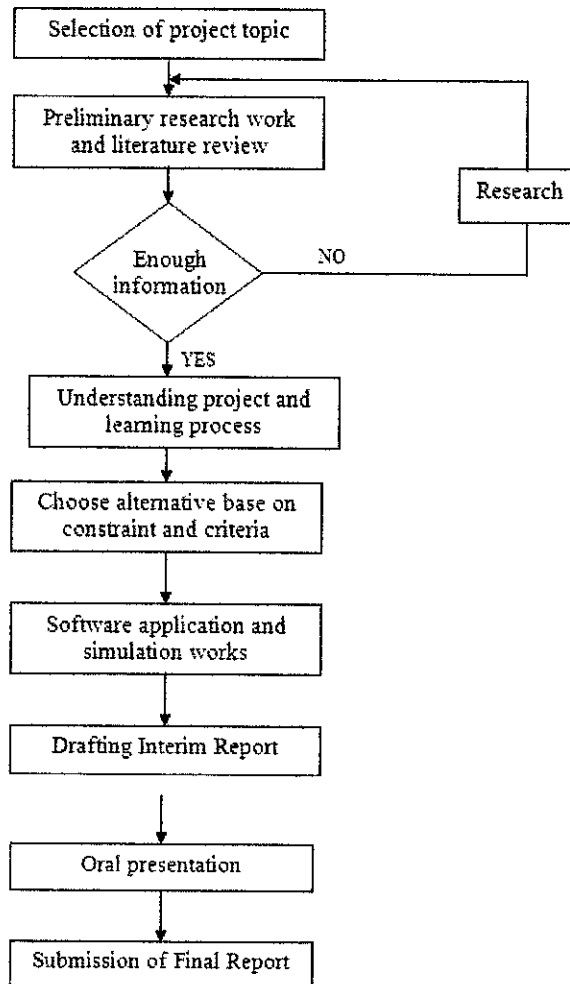 Selection of project topic
Preliminary research work
and literature review
Research
Enough
information
NO
YES
Understanding project and
learning process
Choose alternative base on
constraint and criteria
Software application and
simulation works
Drafting Interim Report
Oral presentation
Submission of Final Report